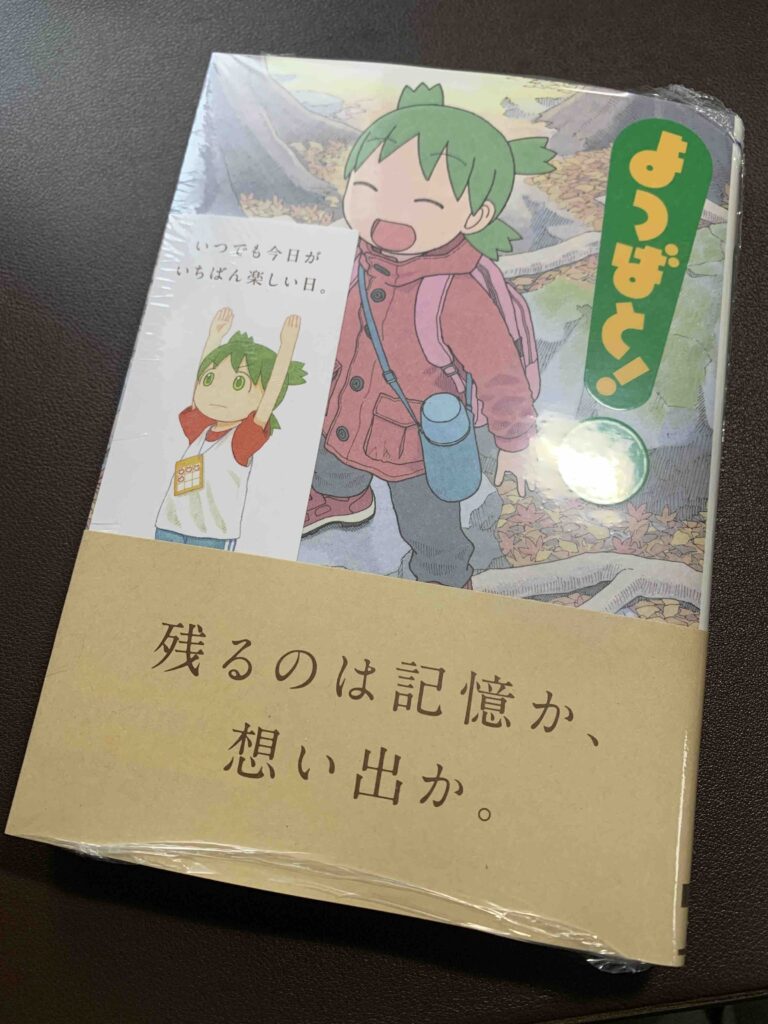 よつばと!
いつでも今日が
いちばん楽しい日。
残るのは記憶か、
想い出か。